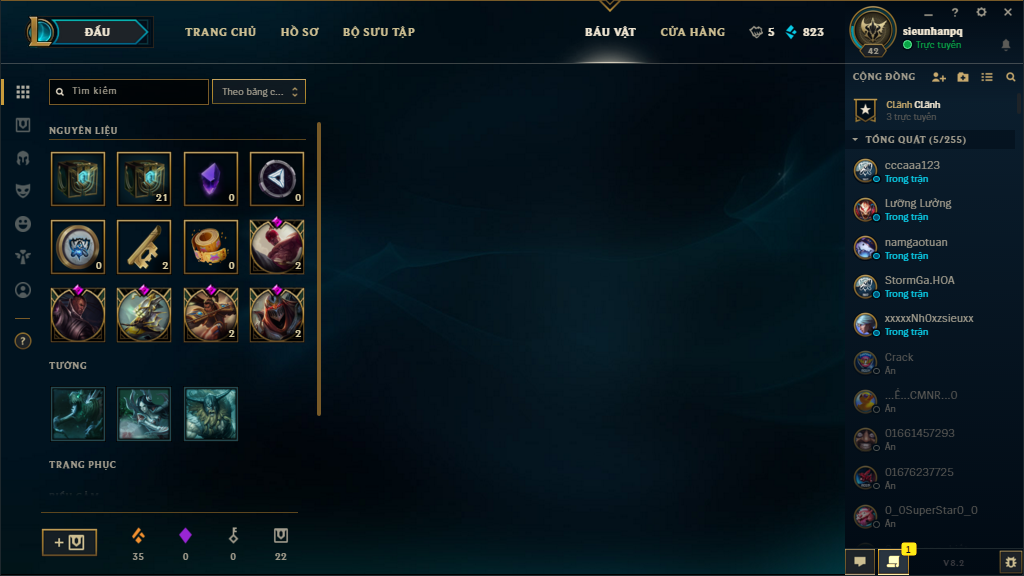 ĐẤU
TRANG CHỦ
HỒ SƠ
BỘ SƯU TẬP
BÁU VẬT
CỬA HÀNG
5
823
42
sieunhanpq
Trực tuyến
Tìm kiếm
Theo bảng c...
CỘNG ĐỒNG
CLãnh CLãnh
3 trực tuyến
TỔNG QUÁT (5/255)
cccaaa123
Trong trận
Lưỡng Lưởng
Trong trận
namgaotuan
Trong trận
StormGa.HOA
Trong trận
xxxxxNh0xzsieuxx
Trong trận
Crack
Ẩn
...É...CMNR...0
Ẩn
01661457293
Ẩn
01676237725
Ẩn
0_0SuperStar0_0
Ẩn
NGUYÊN LIỆU
21
0
0
0
2
0
2
2
2
TƯỚNG
TRANG PHỤC
35
0
0
22
1
V8.2